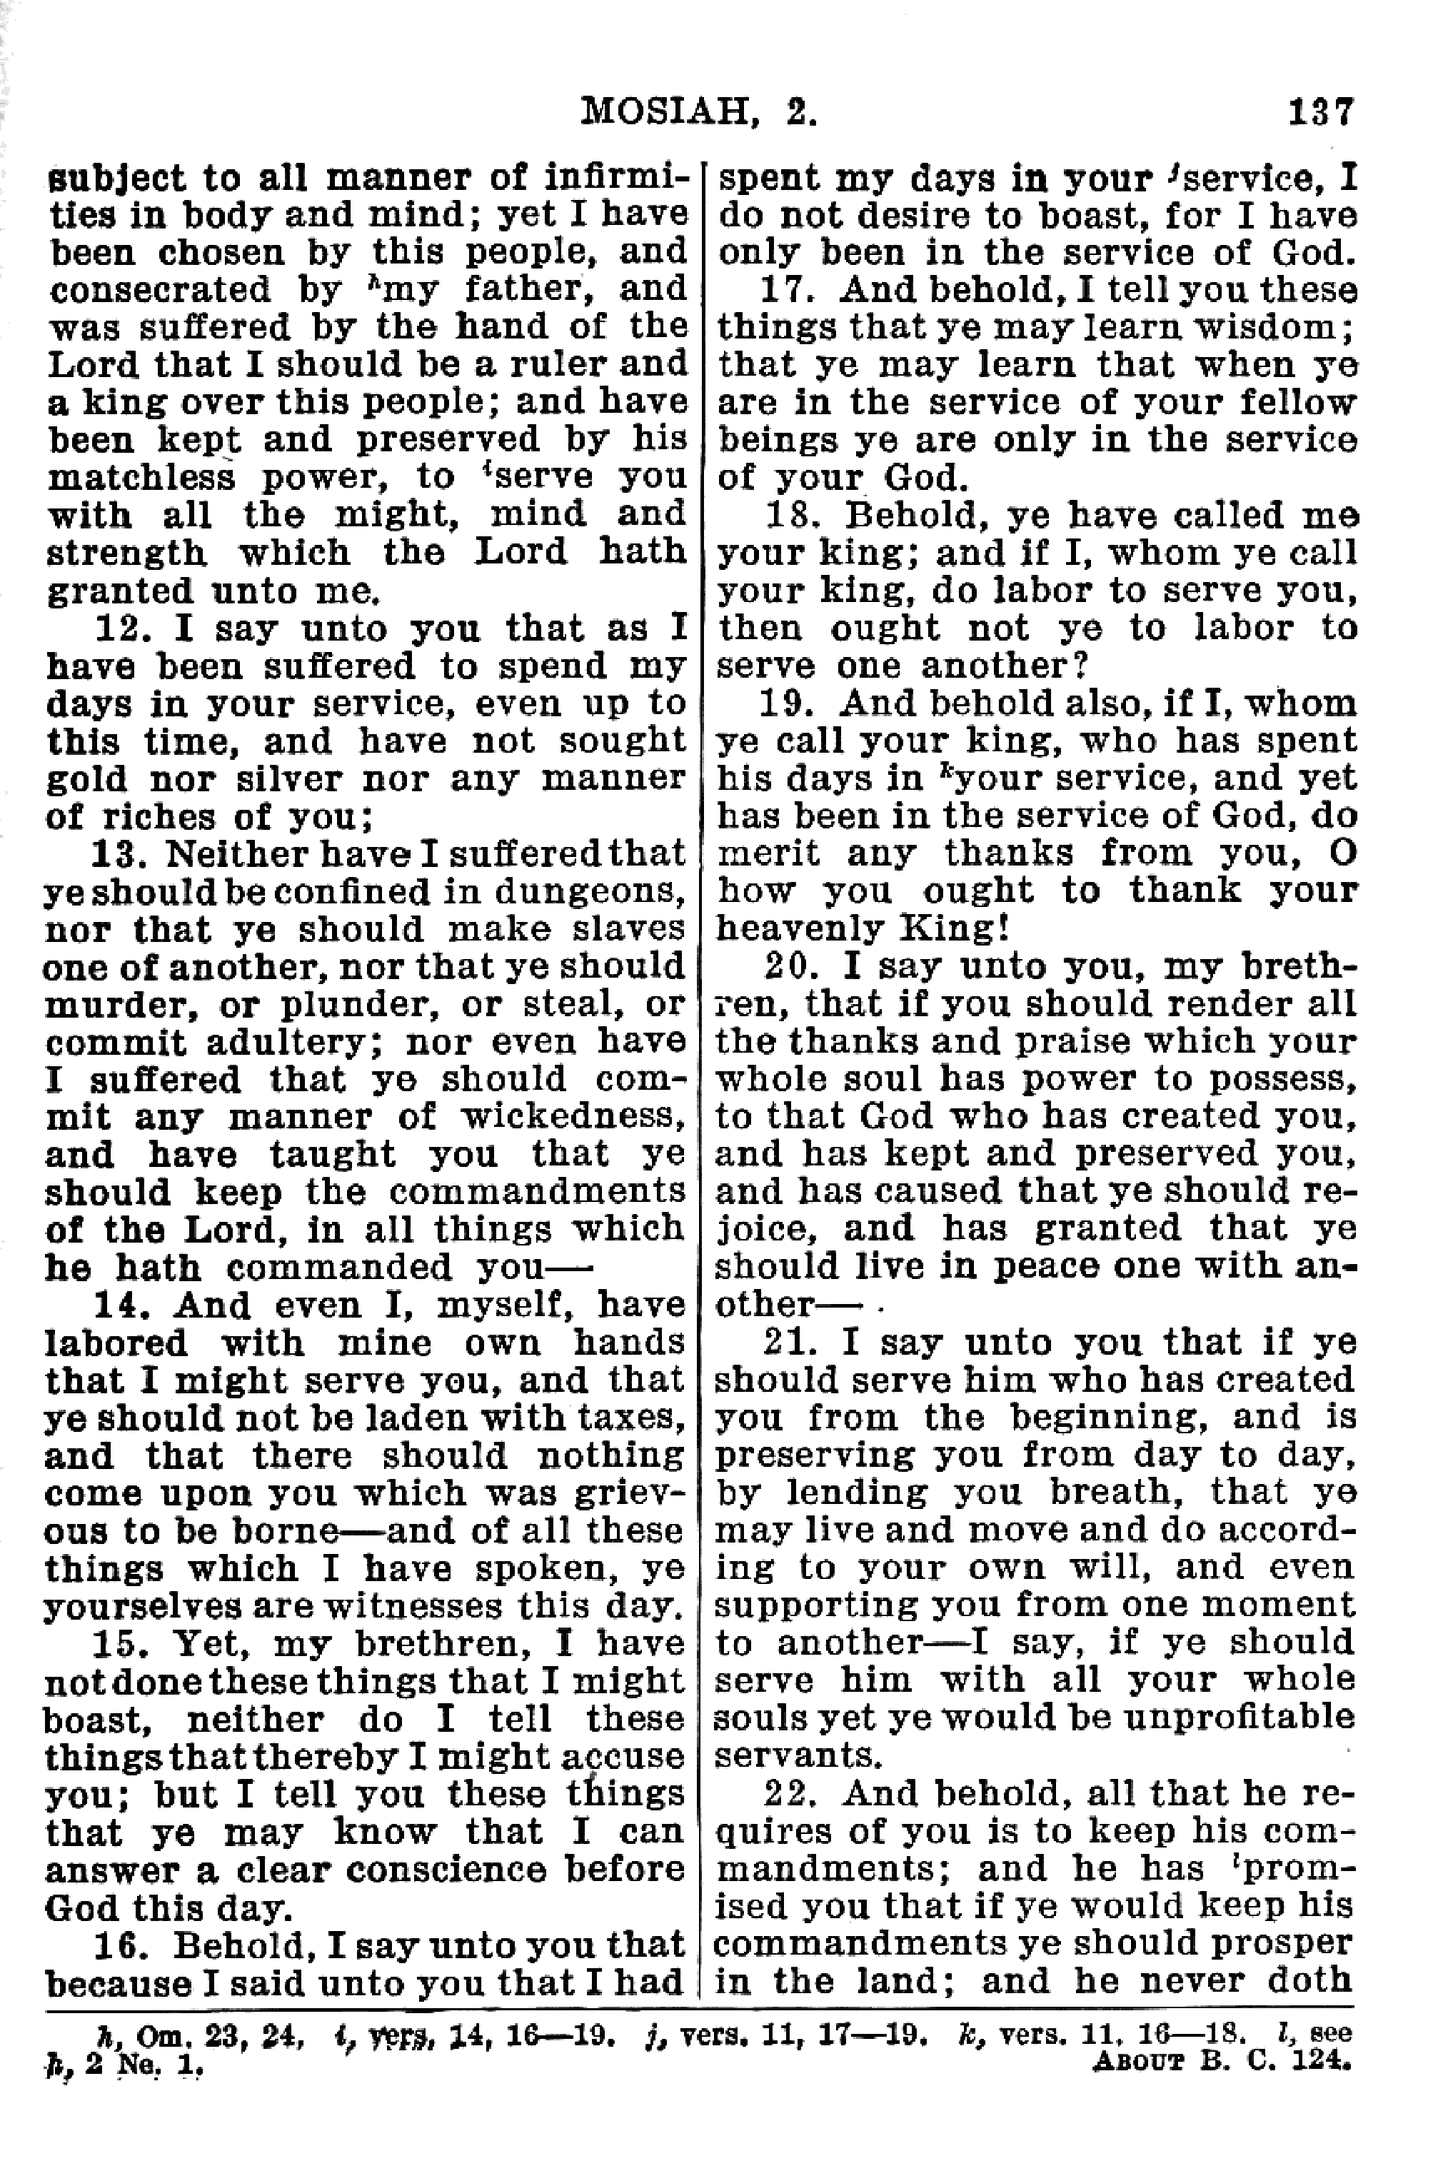 MOSIAH, 2. 137
subject to all manner of infirmi-
ties in body and mind; yet I have
been chosen by this people, and
consecrated by hmy father, and
was suffered by the hand of the
Lord that I should be a ruler and
a king over this people; and have
been kept and preserved by his
matchless power, to iserve you
with all the might, mind and
strength which the Lord hath
granted unto me.
12. I say unto you that as I
have been suffered to spend my
days in your service, even up to
this time, and have not sought
gold nor silver nor any manner
of riches of you;
13. Neither have I suffered that
ye should be confined in dungeons,
nor that ye should make slaves
one of another, nor that ye should
murder, or plunder, or steal, or
commit adultery; nor even have
I suffered that ye should com-
mit any manner of wickedness,
and have taught you that ye
should keep the commandments
of the Lord, in all things which
he hath commanded you—
14. And even I, myself, have
labored with mine own hands
that I might serve you, and that
ye should not be laden with taxes,
and that there should nothing
come upon you which was griev-
ous to be borne—and of all these
things which I have spoken, ye
yourselves are witnesses this day.
15. Yet, my brethren, I have
not done these things that I might
boast, neither do I tell these
things that thereby I might accuse
you; but I tell you these things
that ye may know that I can
answer a clear conscience before
God this day.
16. Behold, I say unto you that
because I said unto you that I had
spent my days in your jservice, I
do not desire to boast, for I have
only been in the service of God.
17. And behold, I tell you these
things that ye may learn wisdom;
that ye may learn that when ye
are in the service of your fellow
beings ye are only in the service
of your God.
18. Behold, ye have called me
your king; and if I, whom ye call
your king, do labor to serve you,
then ought not ye to labor to
serve one another?
19. And behold also, if I, whom
ye call your king, who has spent
his days in kyour service, and yet
has been in the service of God, do
merit any thanks from you, O
how you ought to thank your
heavenly King!
20. I say unto you, my breth-
ren, that if you should render all
the thanks and praise which your
whole soul has power to possess,
to that God who has created you,
and has kept and preserved you,
and has caused that ye should re-
joice, and has granted that ye
should live in peace one with an-
other—
21. I say unto you that if ye
should serve him who has created
you from the beginning, and is
preserving you from day to day,
by lending you breath, that ye
may live and move and do accord-
ing to your own will, and even
supporting you from one moment
to another—I say, if ye should
serve him with all your whole
souls yet ye would be unprofitable
servants.
22. And behold, all that he re-
quires of you is to keep his com-
mandments; and he has lprom-
ised you that if ye would keep his
commandments ye should prosper
in the land; and he never doth
h, Om. 23, 24. i, vers. 14, 16—19. j, vers. 11, 17—19. k, vers. 11, 16—18. l, see
h, 2 Ne. 1. ABOUT B. C. 124.